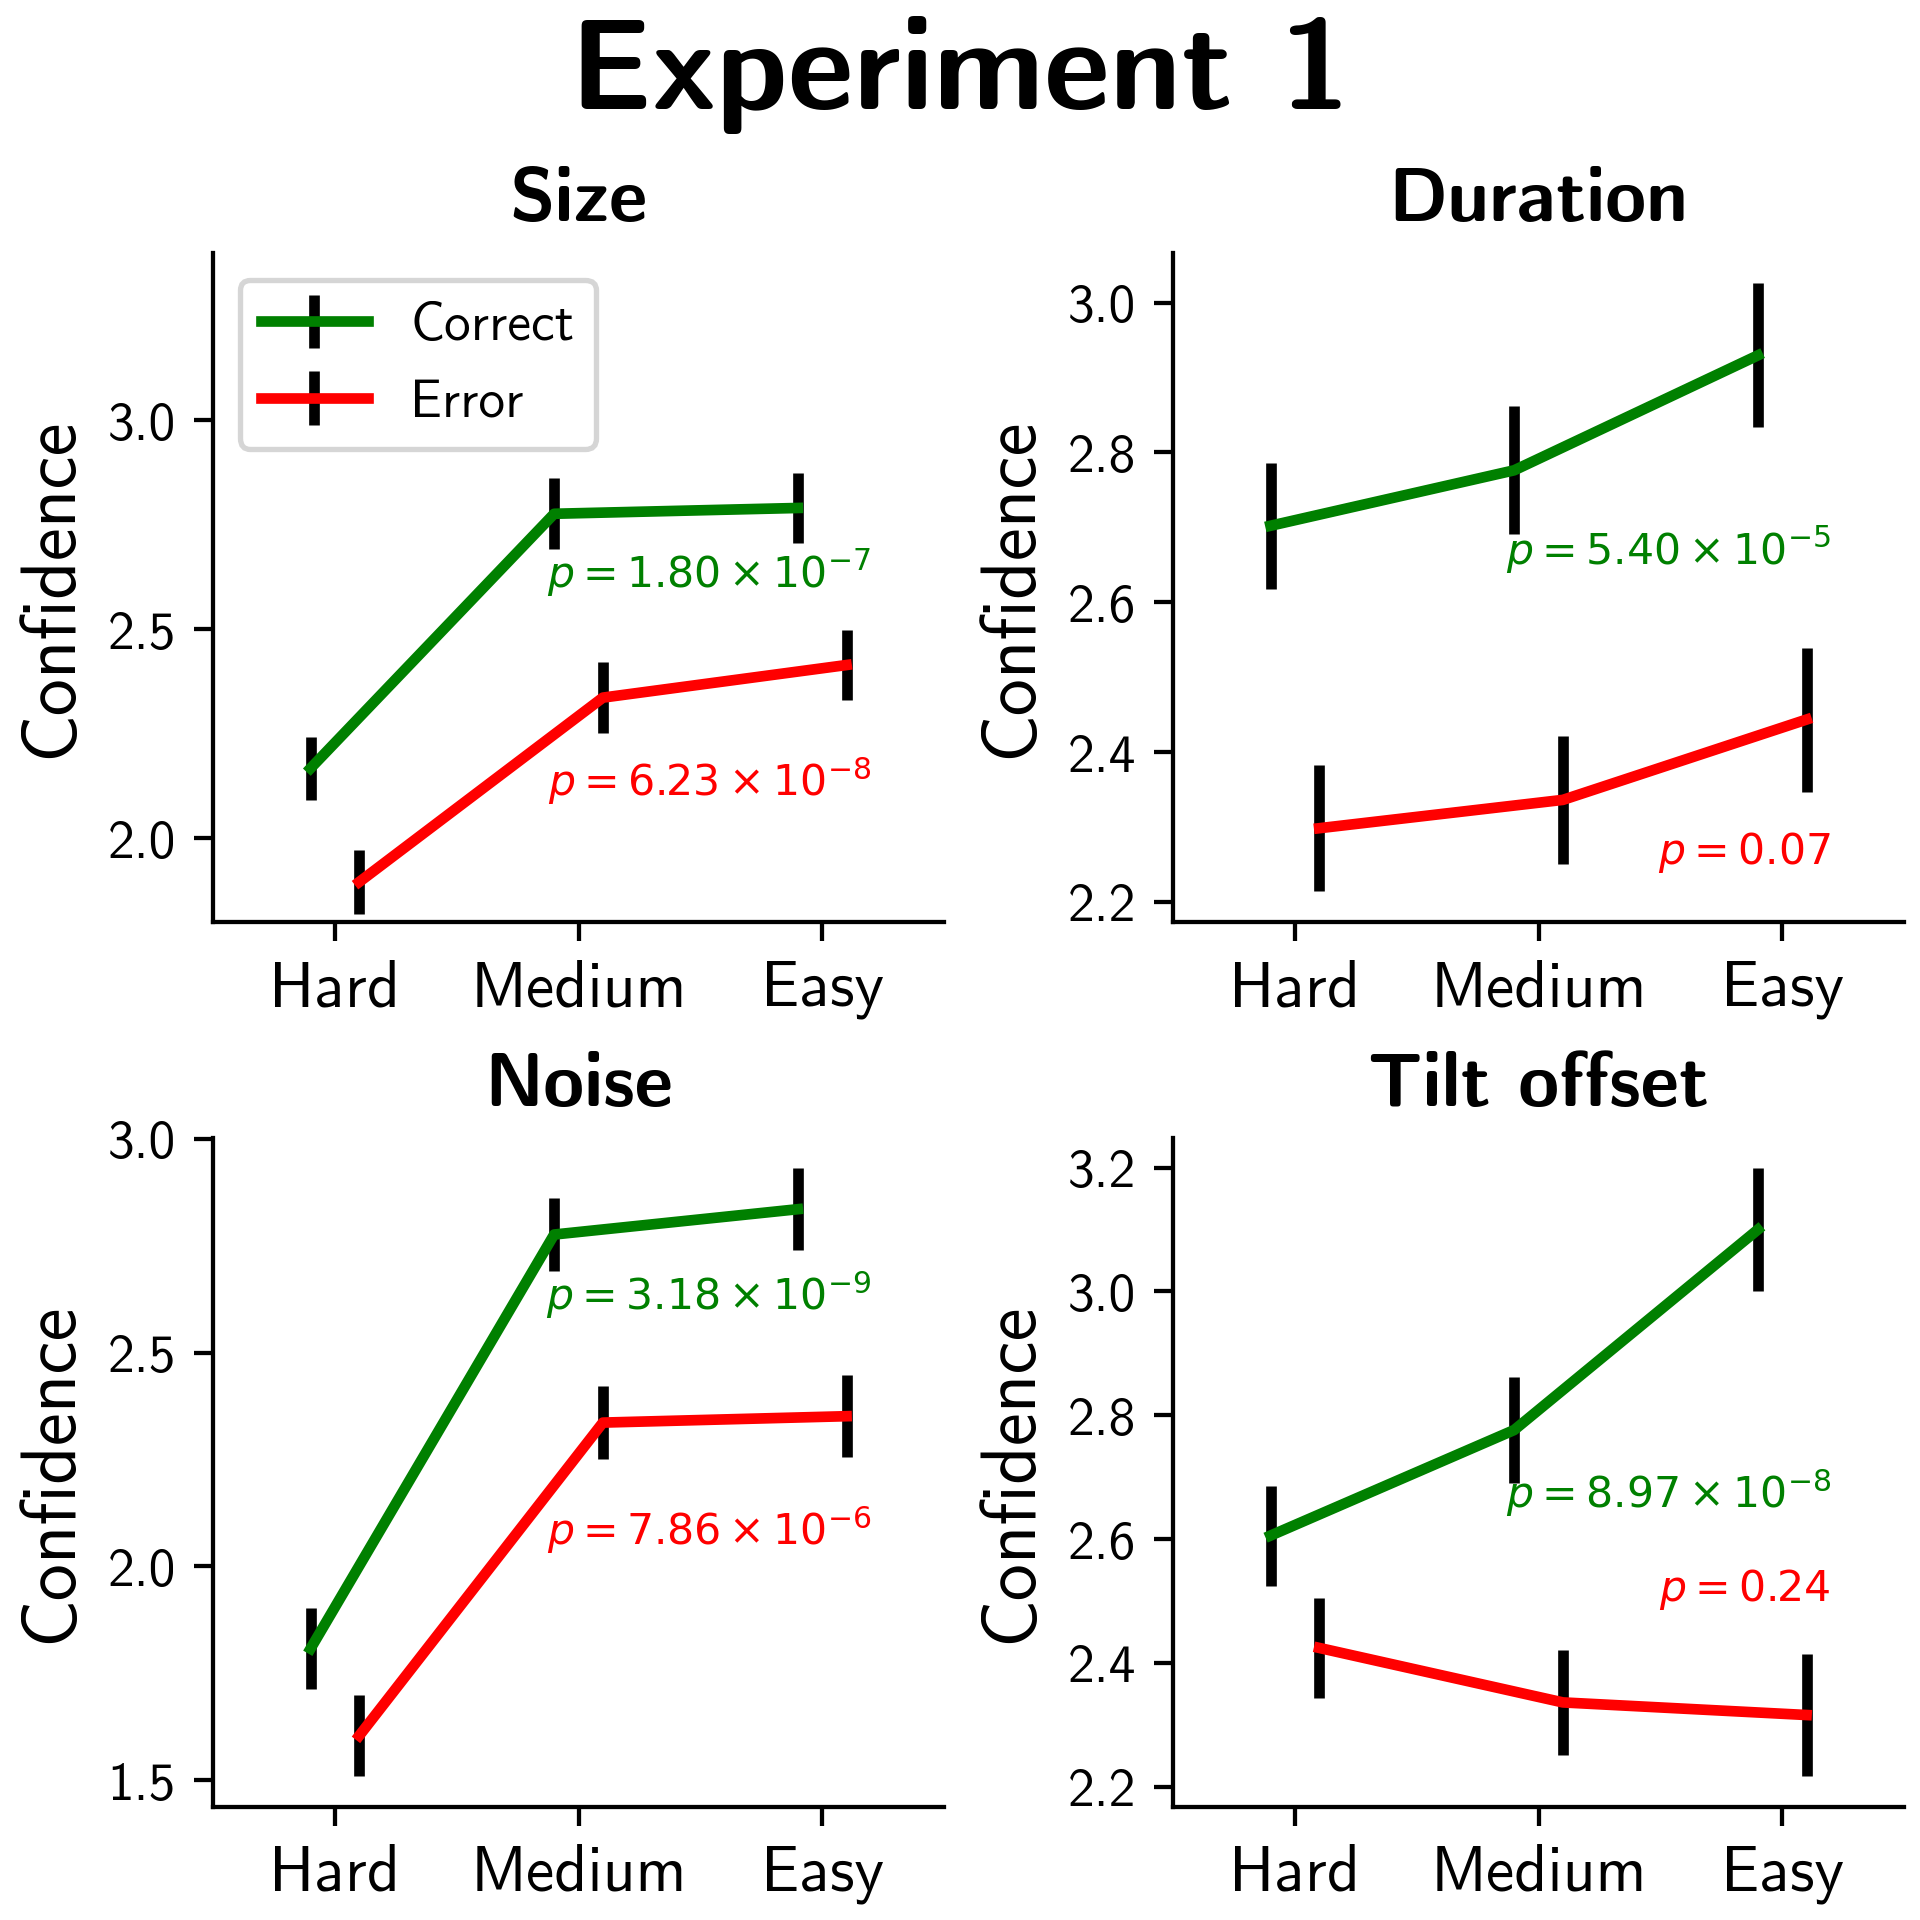 Experiment 1
Size
Confidence
3.0
2.5
2.0
Correct
Error
p = 1.80 × 10⁻⁷
p = 6.23 × 10⁻⁸
Hard Medium Easy
Duration
Confidence
3.0
2.8
2.6
2.4
2.2
p = 5.40 × 10⁻⁵
p = 0.07
Hard Medium Easy
Noise
Confidence
3.0
2.5
2.0
1.5
p = 3.18 × 10⁻⁹
p = 7.86 × 10⁻⁶
Hard Medium Easy
Tilt offset
Confidence
3.2
3.0
2.8
2.6
2.4
2.2
p = 8.97 × 10⁻⁸
p = 0.24
Hard Medium Easy